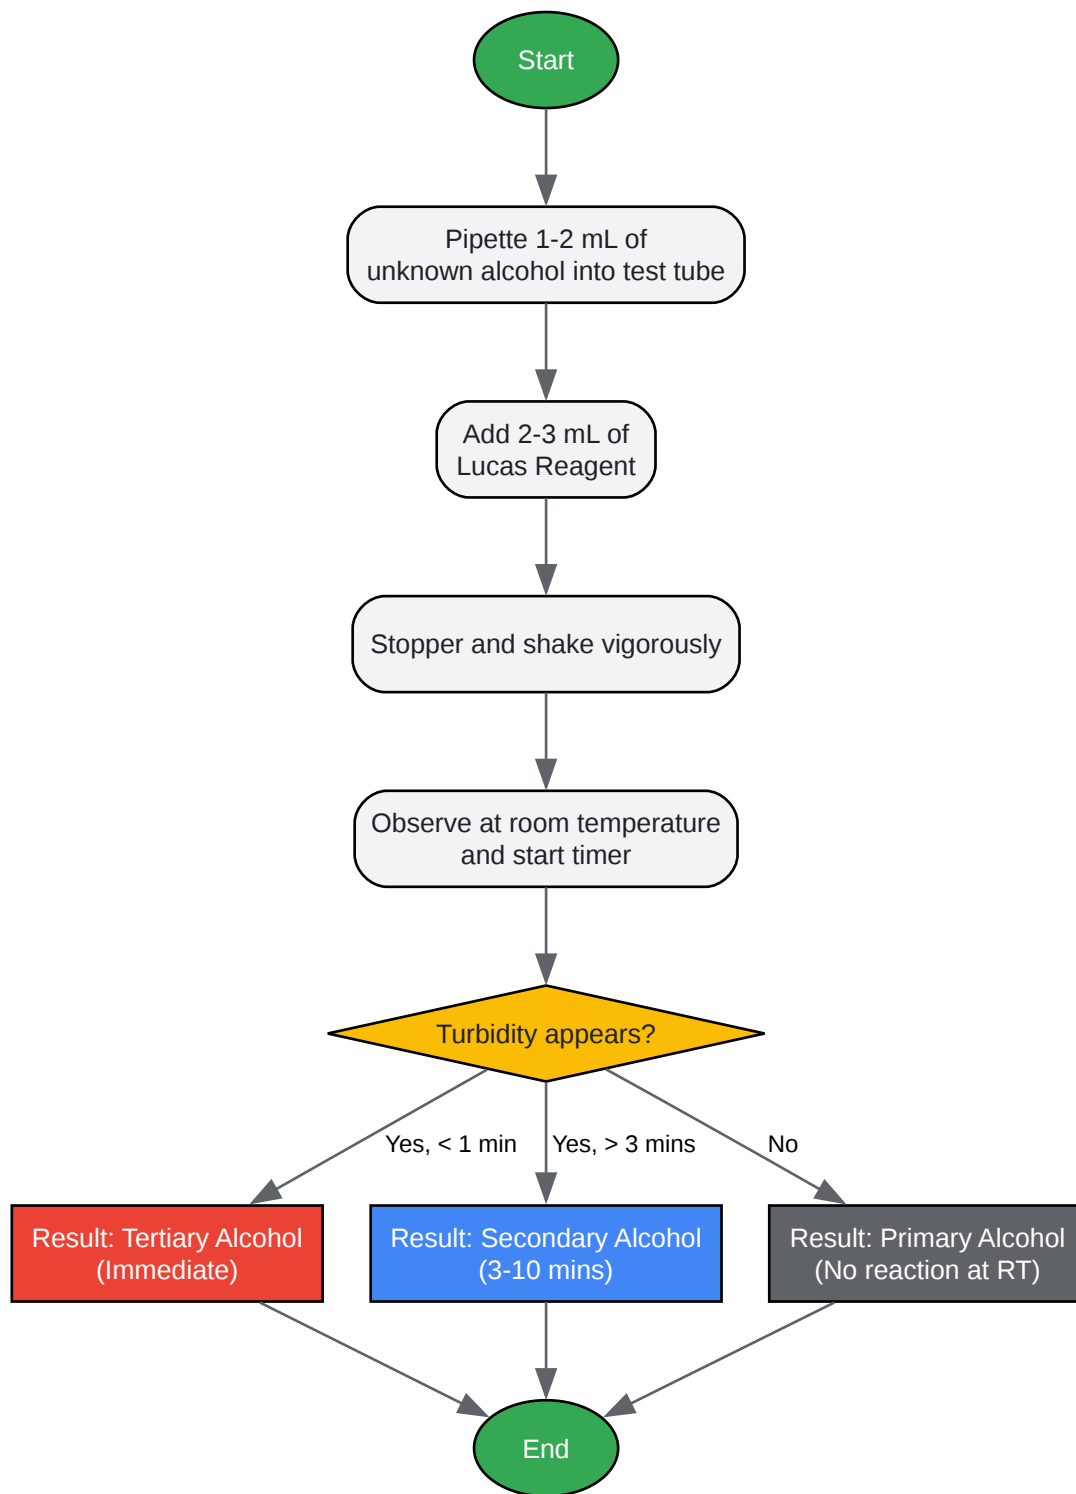 Start
Pipette 1-2 mL of
unknown alcohol into test tube
Add 2-3 mL of
Lucas Reagent
Stopper and shake vigorously
Observe at room temperature
and start timer
Turbidity appears?
Yes, < 1 min
Yes, > 3 mins
No
Result: Tertiary Alcohol
(Immediate)
Result: Secondary Alcohol
(3-10 mins)
Result: Primary Alcohol
(No reaction at RT)
End